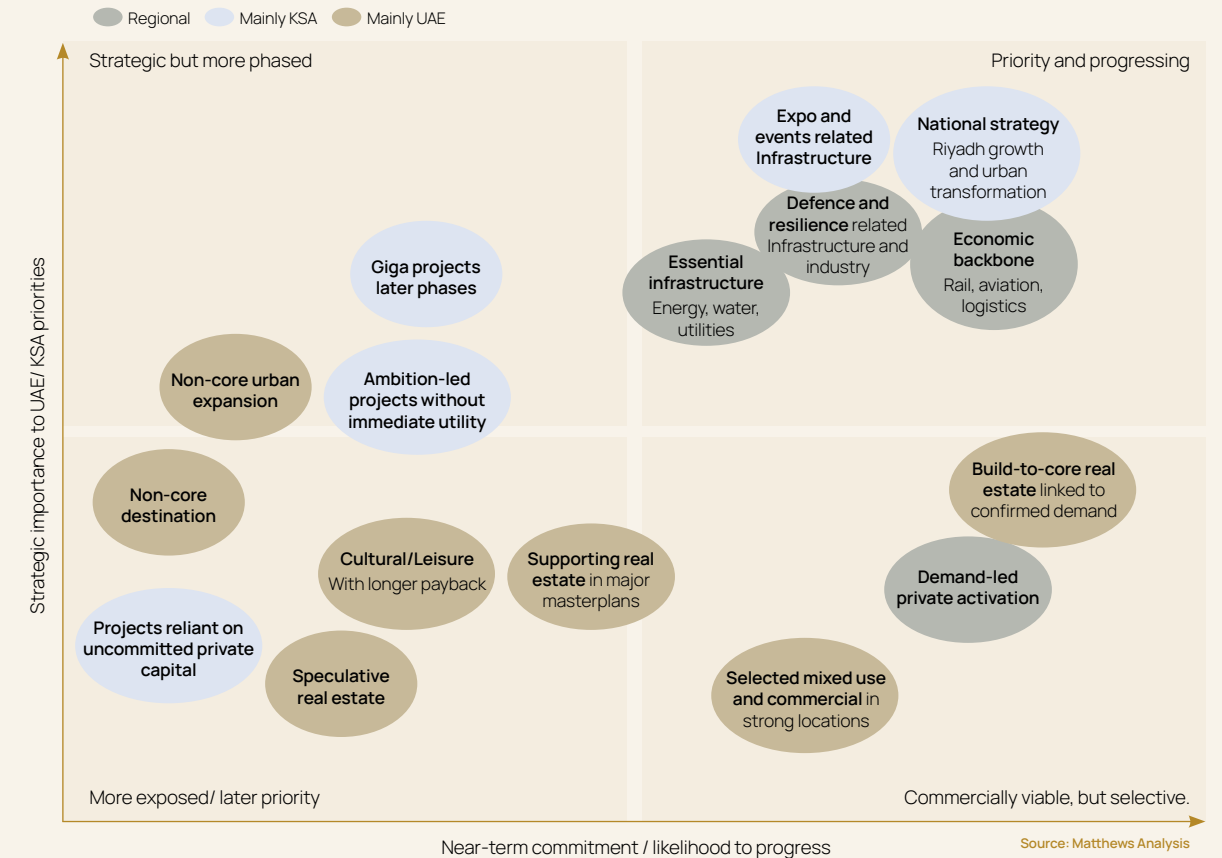 Regional
Mainly KSA
Mainly UAE
Strategic but more phased
Priority and progressing
Expo and
events related
Infrastructure
National strategy
Riyadh growth
and urban
transformation
Defence and
resilience related
Infrastructure and
industry
Economic
backbone
Rail, aviation,
logistics
Essential
infrastructure
Energy, water,
utilities
Giga projects
later phases
Non-core urban
expansion
Ambition-led
projects without
immediate utility
Strategic importance to UAE/ KSA priorities
Non-core
destination
Cultural/Leisure
With longer payback
Supporting real
estate in major
masterplans
Projects reliant on
uncommitted private
capital
Speculative
real estate
Build-to-core real
estate linked to
confirmed demand
Demand-led
private activation
Selected mixed use
and commercial in
strong locations
More exposed/ later priority
Commercially viable, but selective.
Near-term commitment / likelihood to progress
Source: Matthews Analysis